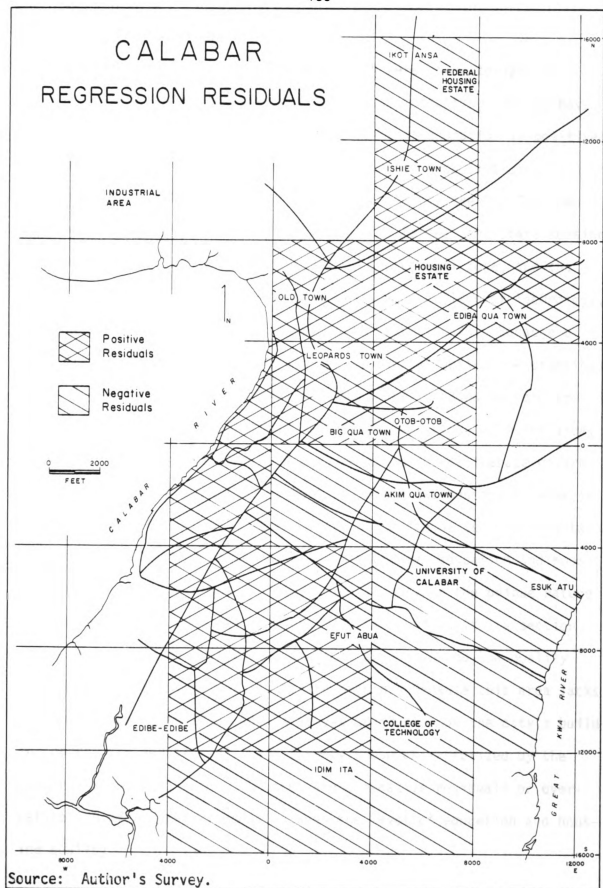 CALABAR
REGRESSION RESIDUALS
16000
N
IKOT ANSA
FEDERAL
HOUSING
ESTATE
12000
ISHIE TOWN
INDUSTRIAL
AREA
8000
HOUSING
ESTATE
OLD TOWN
N
EDIBA QUA TOWN
Positive
Residuals
4000
LEOPARDS TOWN
Negative
Residuals
OTOB-OTOB
BIG QUA TOWN
0
0 2000
FEET
CALABAR RIVER
AKIM QUA TOWN
4000
UNIVERSITY OF
CALABAR
ESUK ATU
EFUT ABUA
8000
GREAT KWA RIVER
EDIBE-EDIBE
COLLEGE OF
TECHNOLOGY
12000
IDIM ITA
S
16000
8000 4000 0 4000 8000 12000
W E
Source: Author's Survey.